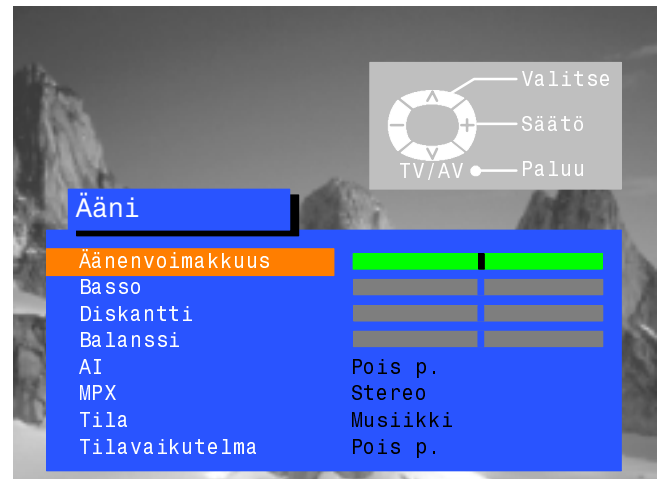 Valitse
Säätö
TV/AV Paluu
Ääni
Äänenvoimakkuus
Basso
Diskantti
Balanssi
AI Pois p.
MPX Stereo
Tila Musiikki
Tilavaikutelma Pois p.